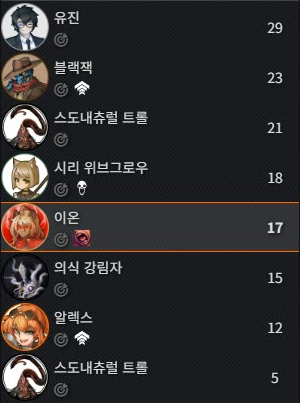 유진
29
블랙잭
23
스도내츄럴 트롤
21
시리 위브그로우
18
이온
17
의식 강림자
15
알렉스
12
스도내츄럴 트롤
5